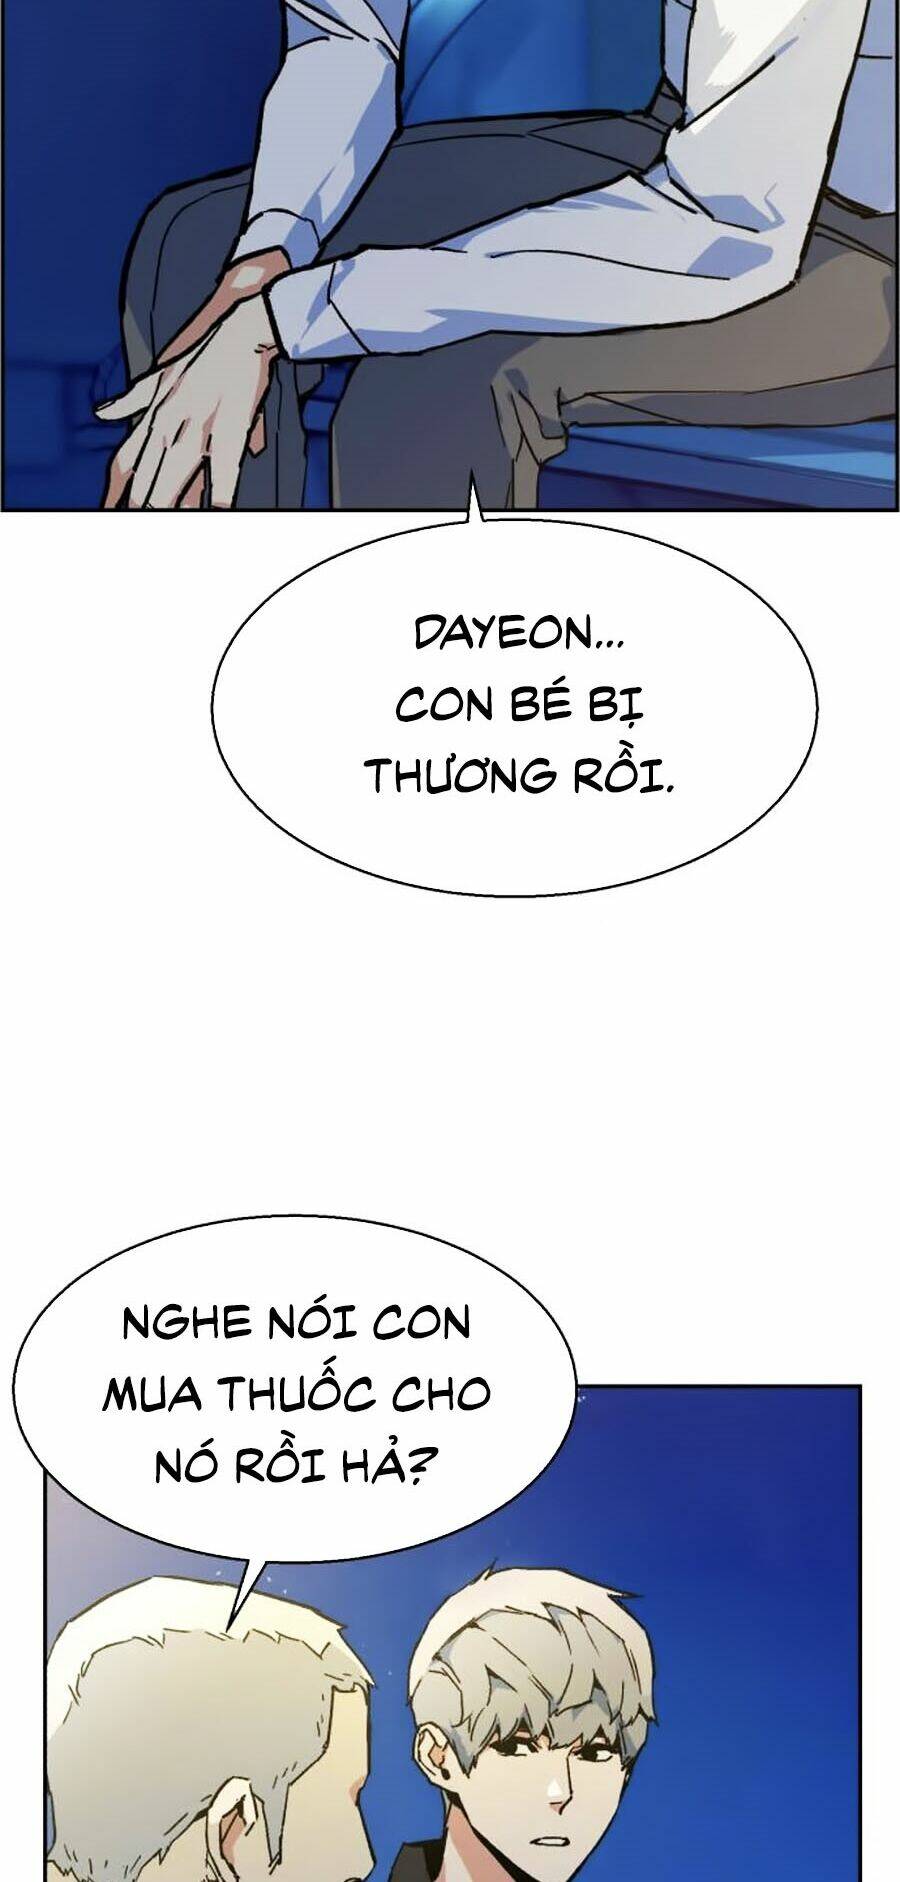 DAYEON...
CON BÉ BỊ
THƯƠNG RỒI.
NGHE NÓI CON
MUA THUỐC CHO
NÓ RỒI HẢ?